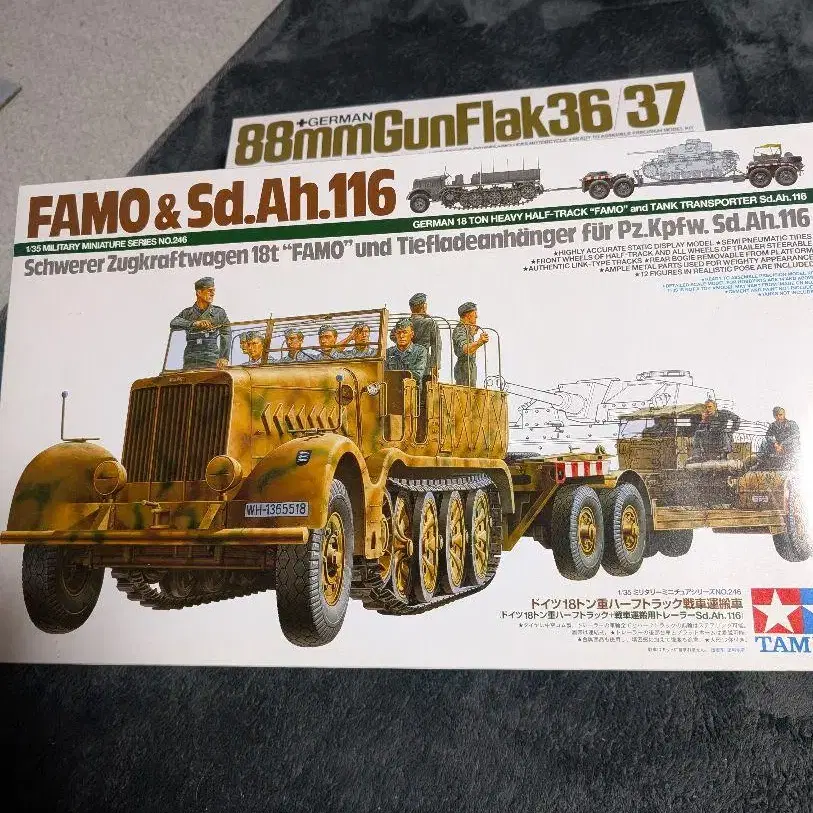 GERMAN
88mmGunFlak36/37
FAMO & Sd.Ah.116
GERMAN 18 TON HEAVY HALF-TRACK "FAMO" and TANK TRANSPORTER Sd.Ah.116
1/35 MILITARY MINIATURE SERIES NO.246
Schwerer Zugkraftwagen 18t "FAMO" und Tiefladeanhänger für Pz.Kpfw. Sd.Ah.116
★HIGHLY ACCURATE STATIC DISPLAY MODEL ★SEMI PNEUMATIC TIRES
★FRONT WHEELS OF HALF-TRACK AND ALL WHEELS OF TRAILER STEERABLE
★AUTHENTIC LINK-TYPE TRACKS ★REAR BOGIE REMOVABLE FROM PLATFORM
★AMPLE METAL PARTS USED FOR WEIGHTY APPEARANCE
★12 FIGURES IN REALISTIC POSE ARE INCLUDED
WH-1355518
1/35 ミリタリーミニチュアシリーズNO.246
ドイツ18トン重ハーフトラック戦車運搬車
(ドイツ18トン重ハーフトラック+戦車運搬用トレーラーSd.Ah.116)
TAM